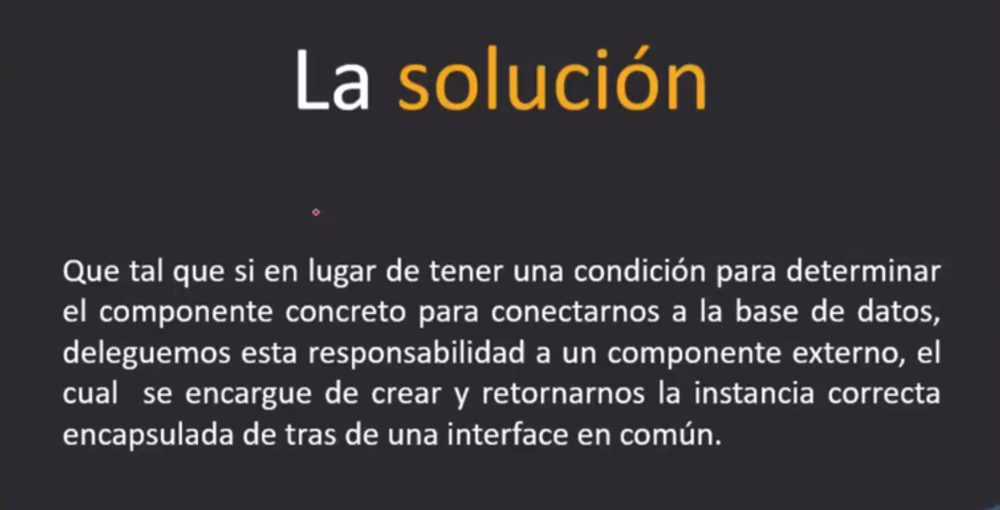 La solución
Que tal que si en lugar de tener una condición para determinar
el componente concreto para conectarnos a la base de datos,
deleguemos esta responsabilidad a un componente externo, el
cual se encargue de crear y retornarnos la instancia correcta
encapsulada de tras de una interface en común.